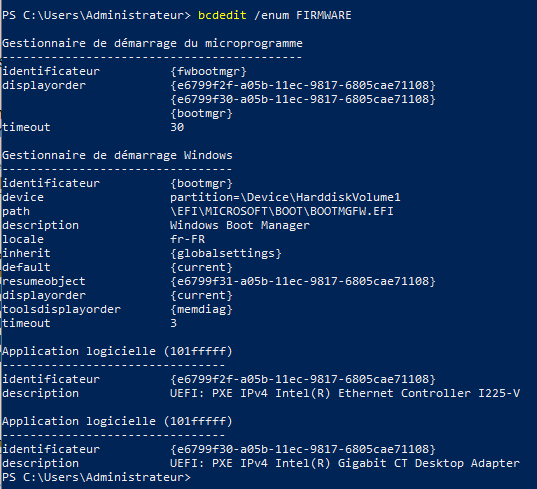 PS C:\Users\Administrateur> bcdedit /enum FIRMWARE
Gestionnaire de démarrage du microprogramme
-------------------------------------------
identificateur          {fwbootmgr}
displayorder            {e6799f2f-a05b-11ec-9817-6805cae71108}
                        {e6799f30-a05b-11ec-9817-6805cae71108}
                        {bootmgr}
timeout                 30
Gestionnaire de démarrage Windows
---------------------------------
identificateur          {bootmgr}
device                  partition=\Device\HarddiskVolume1
path                    \EFI\MICROSOFT\BOOT\BOOTMGFW.EFI
description             Windows Boot Manager
locale                  fr-FR
inherit                 {globalsettings}
default                 {current}
resumeobject            {e6799f31-a05b-11ec-9817-6805cae71108}
displayorder            {current}
toolsdisplayorder       {memdiag}
timeout                 3
Application logicielle (101fffff)
--------------------------------
identificateur          {e6799f2f-a05b-11ec-9817-6805cae71108}
description             UEFI: PXE IPv4 Intel(R) Ethernet Controller I225-V
Application logicielle (101fffff)
--------------------------------
identificateur          {e6799f30-a05b-11ec-9817-6805cae71108}
description             UEFI: PXE IPv4 Intel(R) Gigabit CT Desktop Adapter
PS C:\Users\Administrateur>